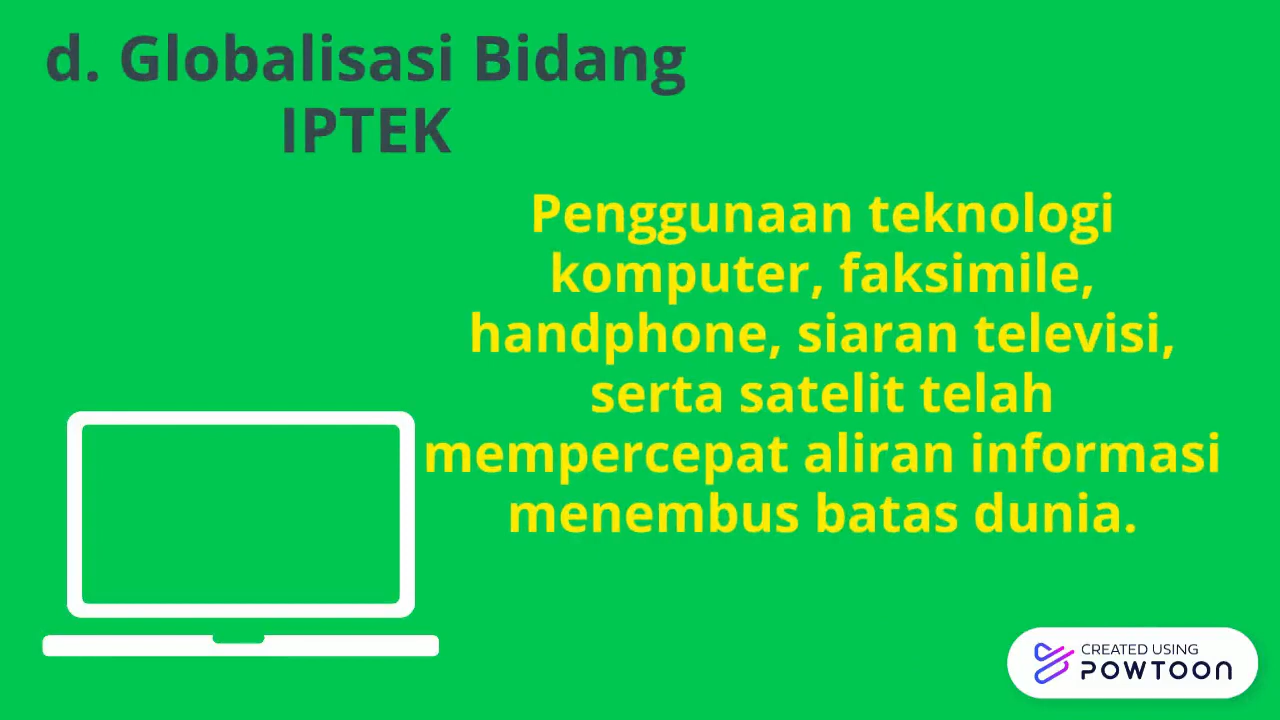 d. Globalisasi Bidang
IPTEK
Penggunaan teknologi
komputer, faksimile,
handphone, siaran televisi,
serta satelit telah
mempercepat aliran informasi
menembus batas dunia.
CREATED USING
POWTOON